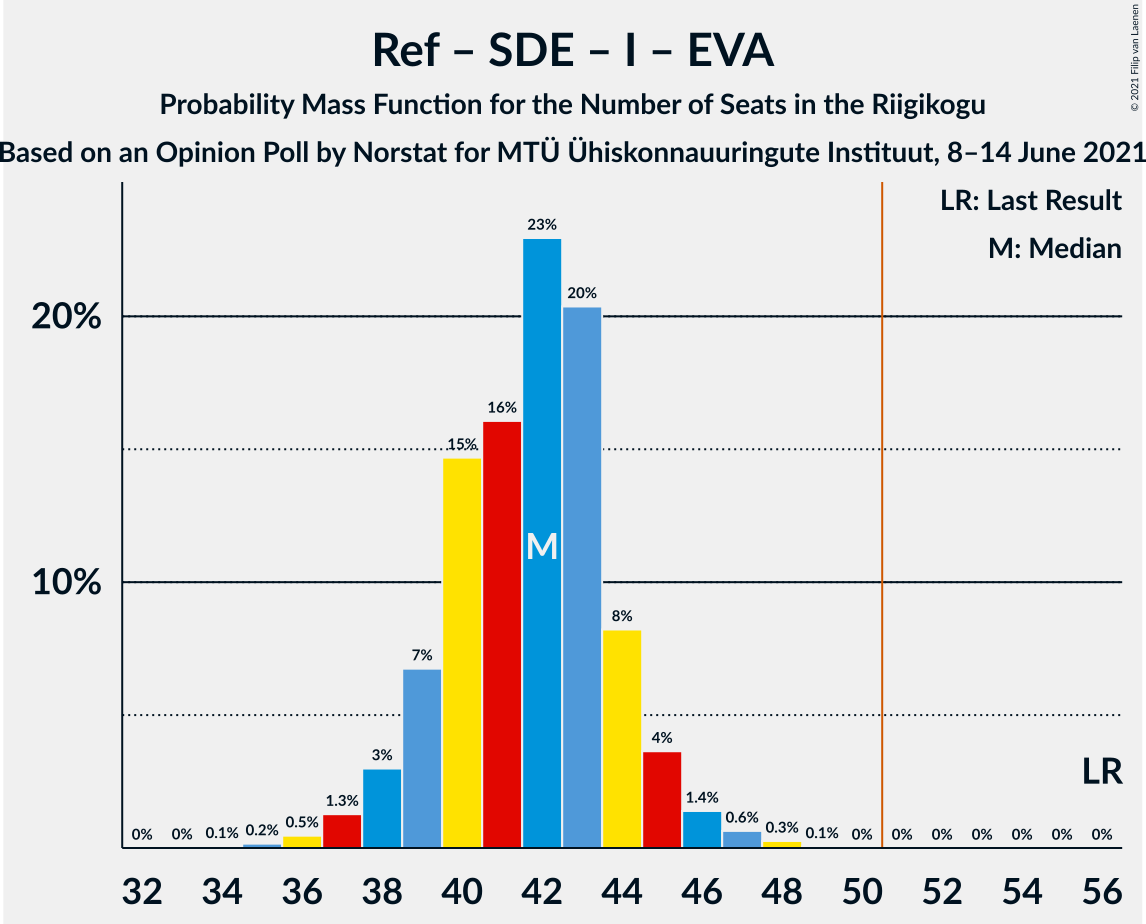 Ref – SDE – I – EVA
Probability Mass Function for the Number of Seats in the Riigikogu
Based on an Opinion Poll by Norstat for MTÜ Ühiskonnauuringute Instituut, 8–14 June 2021
© 2021 Filip van Laenen
LR: Last Result
M: Median
20%
10%
0% 0% 0.1% 0.2% 0.5% 1.3% 3% 7% 15% 16% 23% 20% 8% 4% 1.4% 0.6% 0.3% 0.1% 0% 0% 0% 0% 0% 0% 0%
M
LR
32 34 36 38 40 42 44 46 48 50 52 54 56